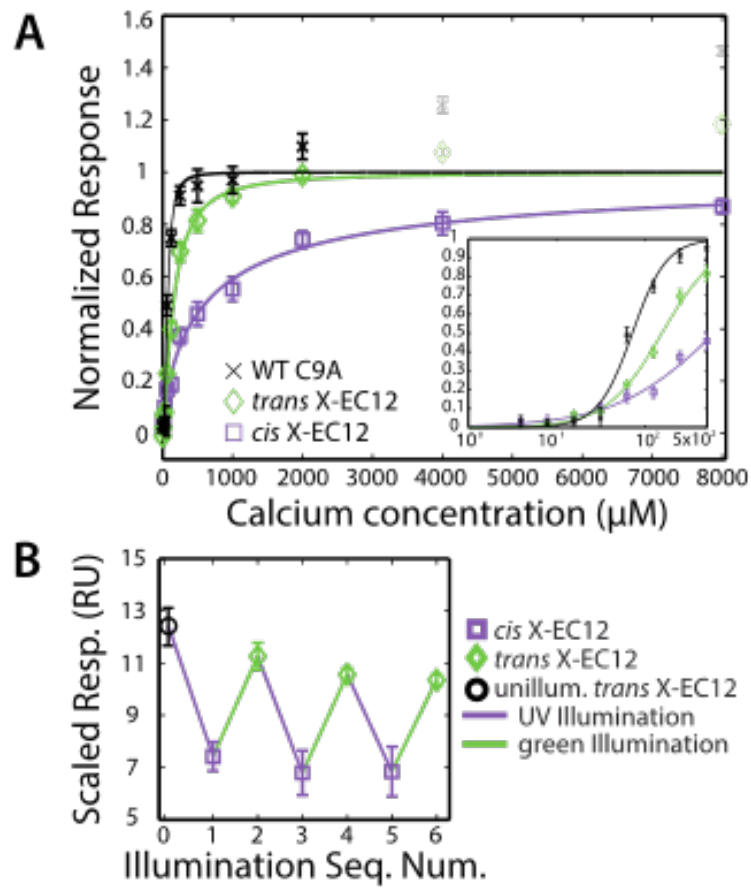 A
Normalized Response
1.6
1.4
1.2
1
0.8
0.6
0.4
0.2
0
× WT C9A
trans X-EC12
cis X-EC12
1
0.9
0.8
0.7
0.6
0.5
0.4
0.3
0.2
0.1
0
10¹ 10² 5x10²
0 1000 2000 3000 4000 5000 6000 7000 8000
Calcium concentration (µM)
B
Scaled Resp. (RU)
15
13
11
9
7
5
0 1 2 3 4 5 6
Illumination Seq. Num.
cis X-EC12
trans X-EC12
unillum. trans X-EC12
UV Illumination
green Illumination